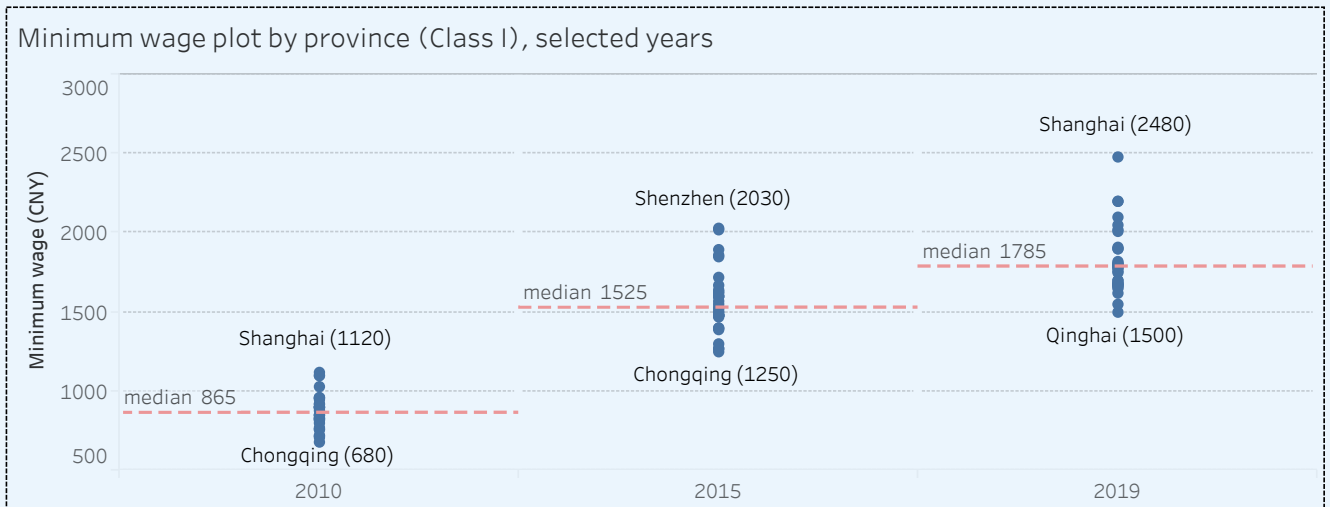 Minimum wage plot by province (Class I), selected years
Minimum wage (CNY)
3000
2500
2000
1500
1000
500
Shanghai (1120)
median 865
Chongqing (680)
Shenzhen (2030)
median 1525
Chongqing (1250)
Shanghai (2480)
median 1785
Qinghai (1500)
2010
2015
2019